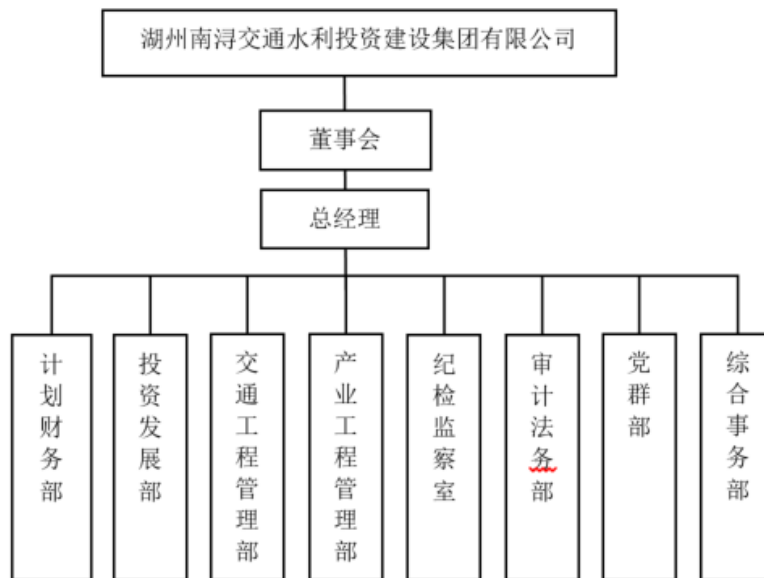 湖州南浔交通水利投资建设集团有限公司
董事会
总经理
计划财务部
投资发展部
交通工程管理部
产业工程管理部
纪检监察室
审计法务部
党群部
综合事务部